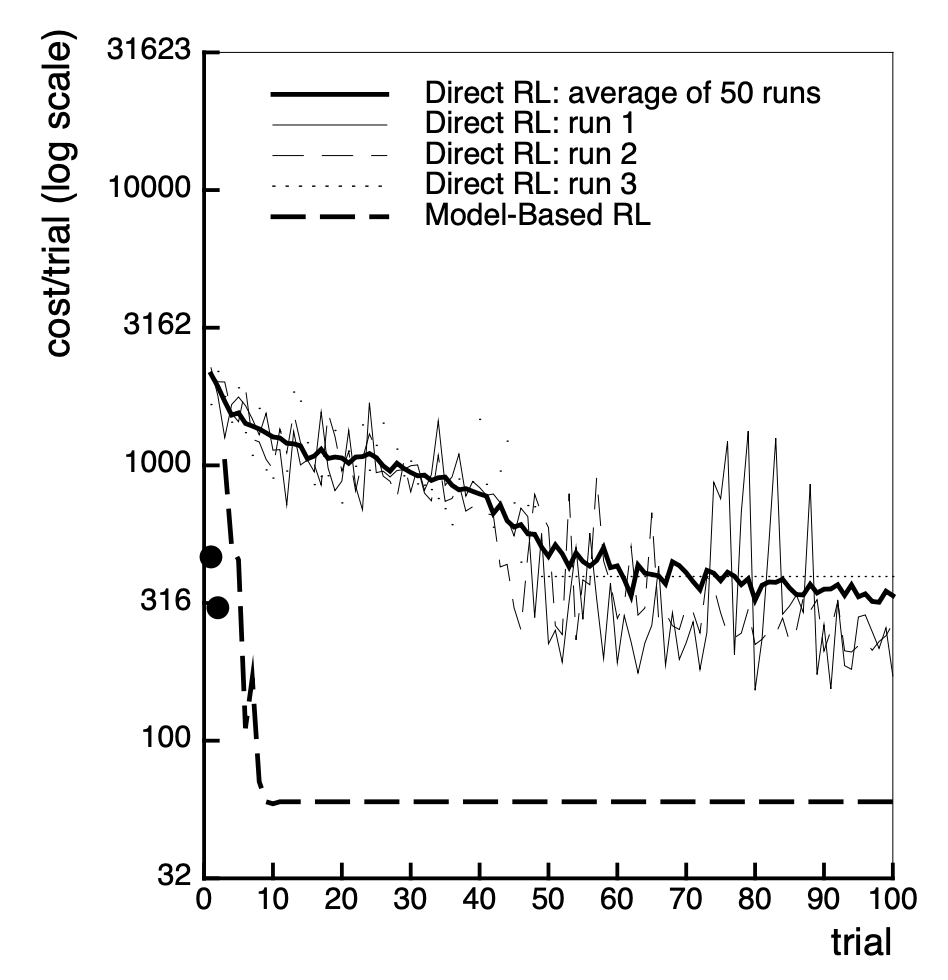 cost/trial (log scale)
31623
10000
3162
1000
316
100
32
Direct RL: average of 50 runs
Direct RL: run 1
Direct RL: run 2
Direct RL: run 3
Model-Based RL
0 10 20 30 40 50 60 70 80 90 100
trial